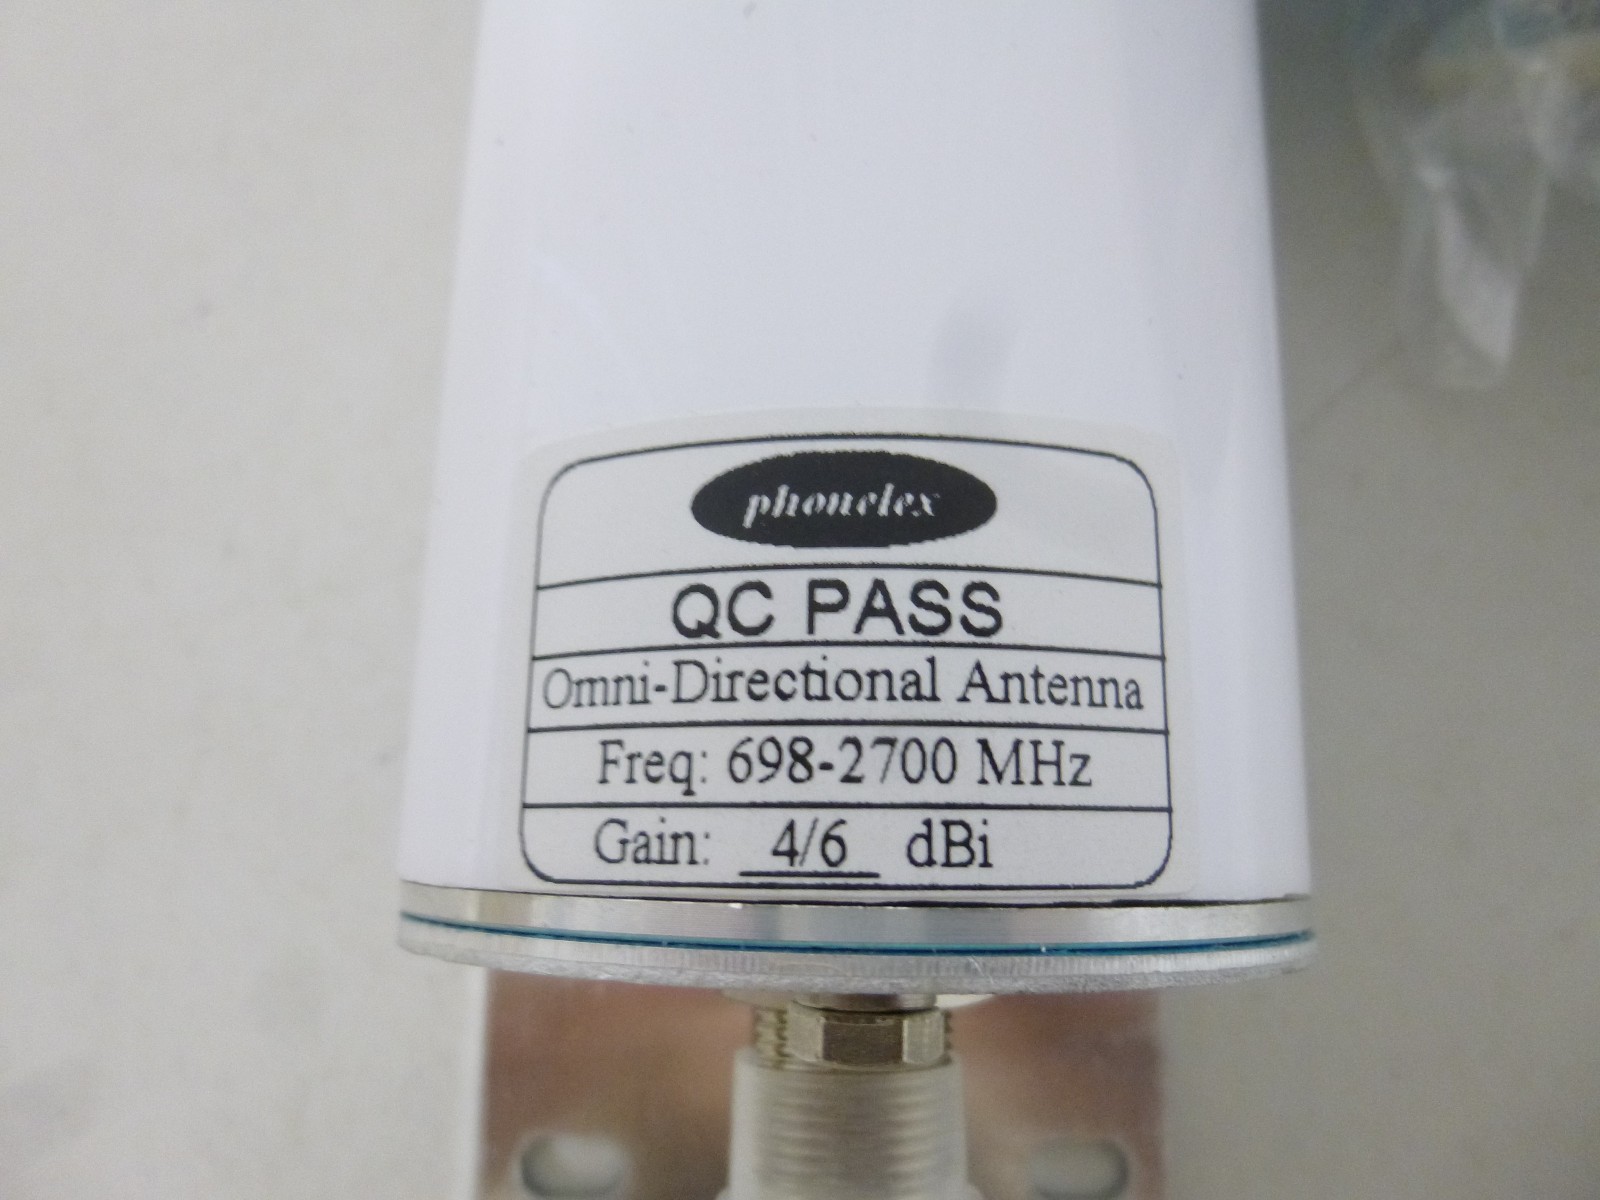 phonelex
QC PASS
Omni-Directional Antenna
Freq: 698-2700 MHz
Gain: 4/6 dBi